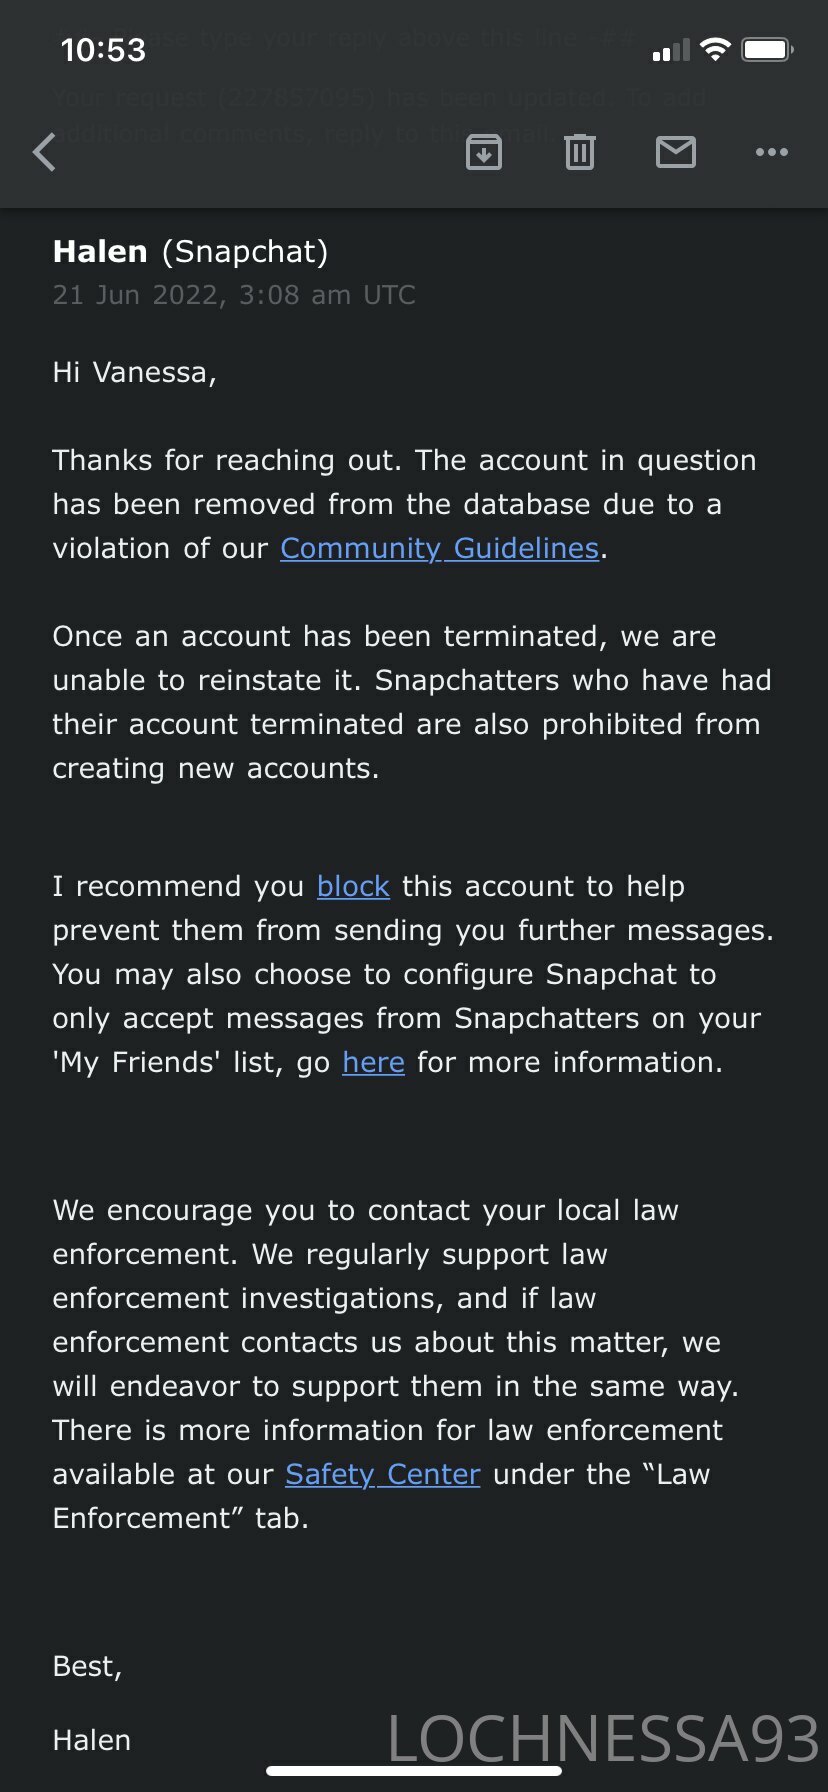 10:53
ase type your reply above this line -##
Your request (227857095) has been updated. To add
additional comments, reply to this email.
Halen (Snapchat)
21 Jun 2022, 3:08 am UTC
Hi Vanessa,
Thanks for reaching out. The account in question
has been removed from the database due to a
violation of our Community Guidelines.
Once an account has been terminated, we are
unable to reinstate it. Snapchatters who have had
their account terminated are also prohibited from
creating new accounts.
I recommend you block this account to help
prevent them from sending you further messages.
You may also choose to configure Snapchat to
only accept messages from Snapchatters on your
'My Friends' list, go here for more information.
We encourage you to contact your local law
enforcement. We regularly support law
enforcement investigations, and if law
enforcement contacts us about this matter, we
will endeavor to support them in the same way.
There is more information for law enforcement
available at our Safety Center under the “Law
Enforcement” tab.
Best,
Halen
LOCHNESSA93